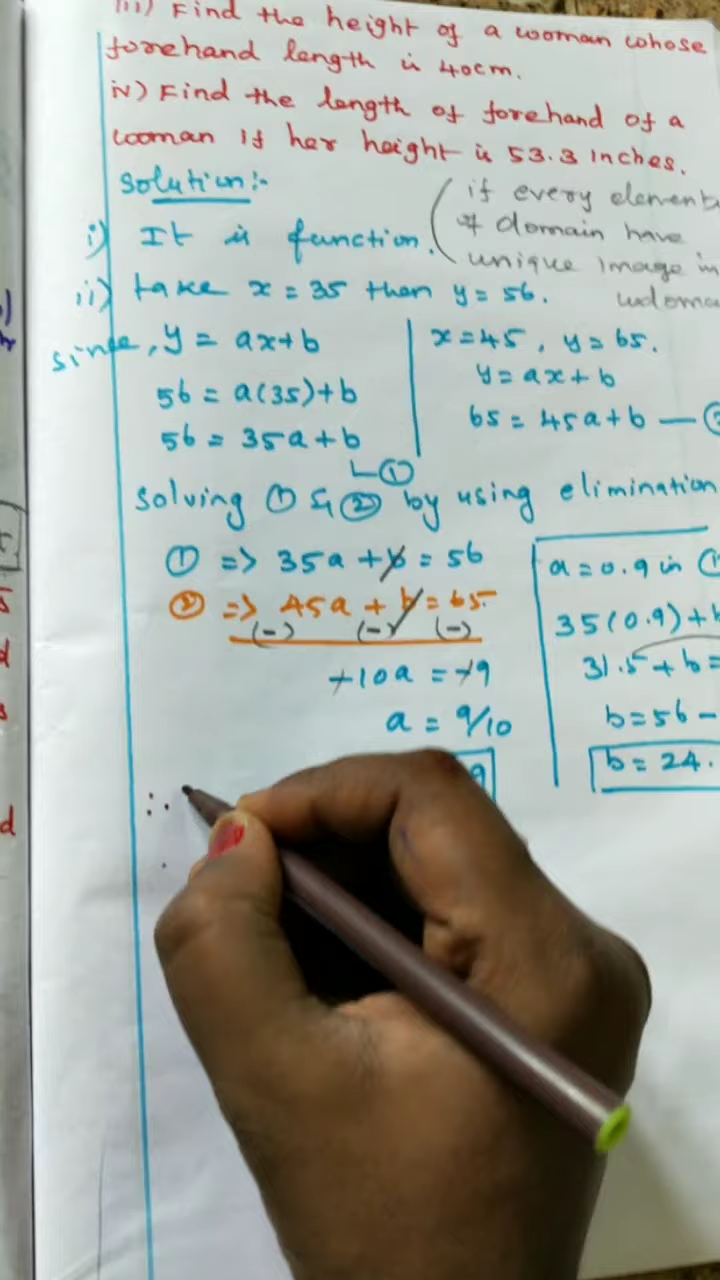 iii) Find the height of a woman whose
forehand length is 40cm.
iv) Find the length of forehand of a
woman if her height is 53.3 inches.
Solution:-
i) It is function. (if every element
of domain have
unique image in
ii) take x = 35 then y = 56.
since, y = ax+b
56 = a(35)+b
56 = 35a+b
①
x=45, y=65.
y=ax+b
65=45a+b —
Solving ① & ② by using elimination
① => 35a + b = 56
② => 45a + b = 65.
(-) (-) (-)
-10a = -9
a = 9/10
9
a=0.9 in
35(0.9)+b
31.5+b=
b=56-
b=24.
∴